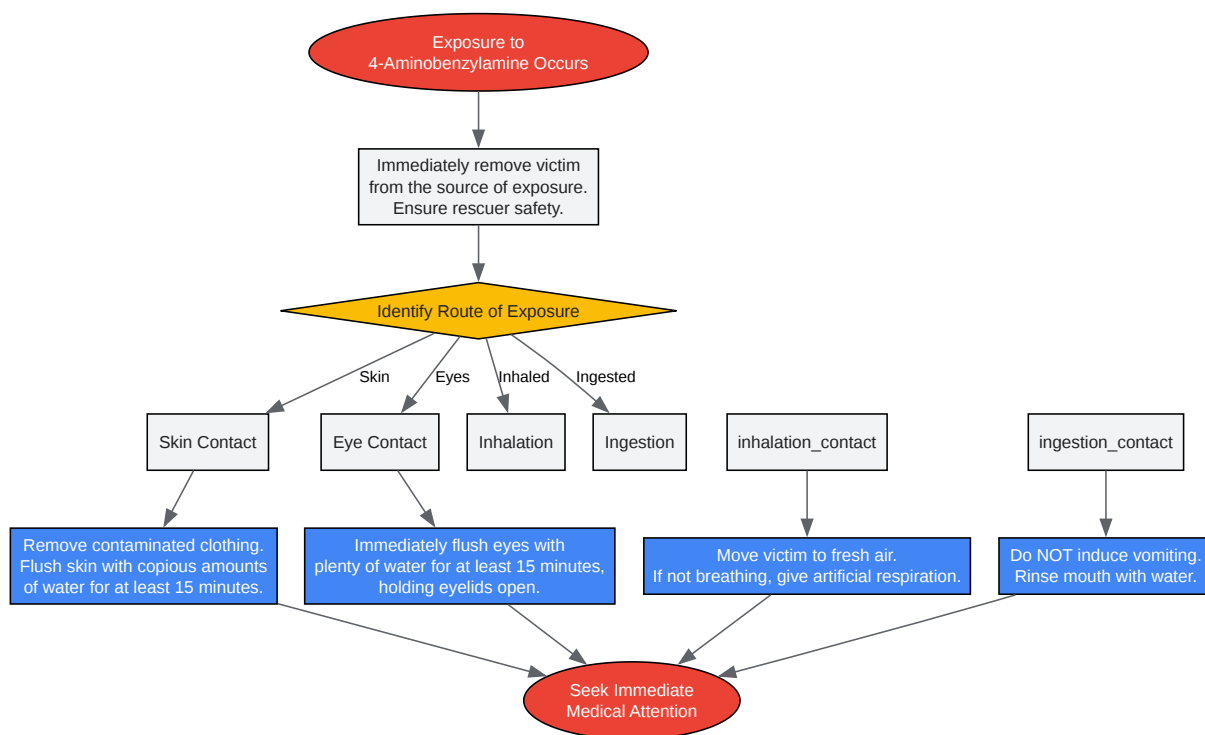 Exposure to
4-Aminobenzylamine Occurs
Immediately remove victim
from the source of exposure.
Ensure rescuer safety.
Identify Route of Exposure
Skin
Eyes
Inhaled
Ingested
Skin Contact
Eye Contact
Inhalation
Ingestion
inhalation_contact
ingestion_contact
Remove contaminated clothing.
Flush skin with copious amounts
of water for at least 15 minutes.
Immediately flush eyes with
plenty of water for at least 15 minutes,
holding eyelids open.
Move victim to fresh air.
If not breathing, give artificial respiration.
Do NOT induce vomiting.
Rinse mouth with water.
Seek Immediate
Medical Attention